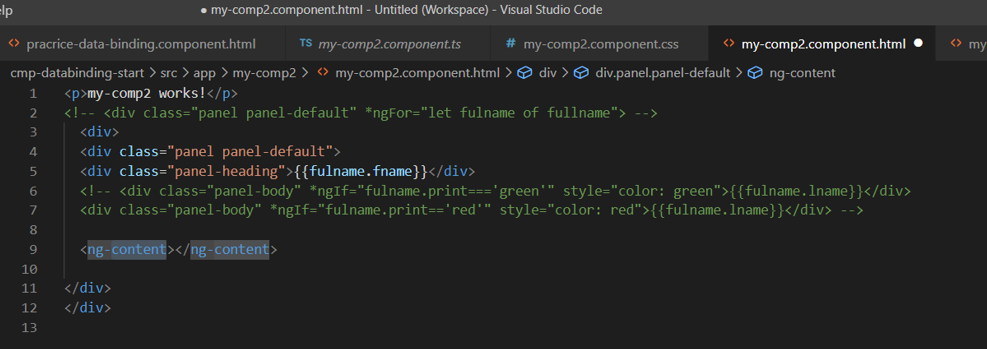 elp
● my-comp2.component.html - Untitled (Workspace) - Visual Studio Code
<> pracrice-data-binding.component.html TS my-comp2.component.ts # my-comp2.component.css <> my-comp2.component.html ● <> my
cmp-databinding-start > src > app > my-comp2 > <> my-comp2.component.html > div > div.panel.panel-default > ng-content
1 <p>my-comp2 works!</p>
2 <!-- <div class="panel panel-default" *ngFor="let fulname of fullname"> -->
3 <div>
4 <div class="panel panel-default">
5 <div class="panel-heading">{{fulname.fname}}</div>
6 <!-- <div class="panel-body" *ngIf="fulname.print==='green'" style="color: green">{{fulname.lname}}</div>
7 <div class="panel-body" *ngIf="fulname.print=='red'" style="color: red">{{fulname.lname}}</div> -->
8
9 <ng-content></ng-content>
10
11 </div>
12 </div>
13